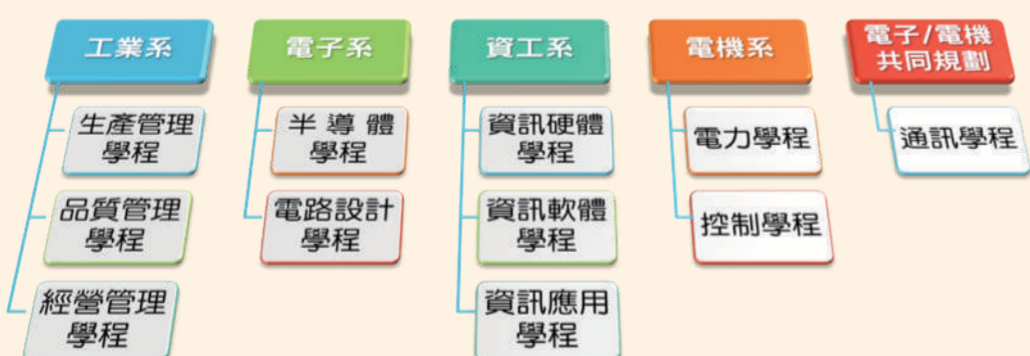 工業系
生產管理
學程
品質管理
學程
經營管理
學程
電子系
半導體
學程
電路設計
學程
資工系
資訊硬體
學程
資訊軟體
學程
資訊應用
學程
電機系
電力學程
控制學程
電子/電機
共同規劃
通訊學程